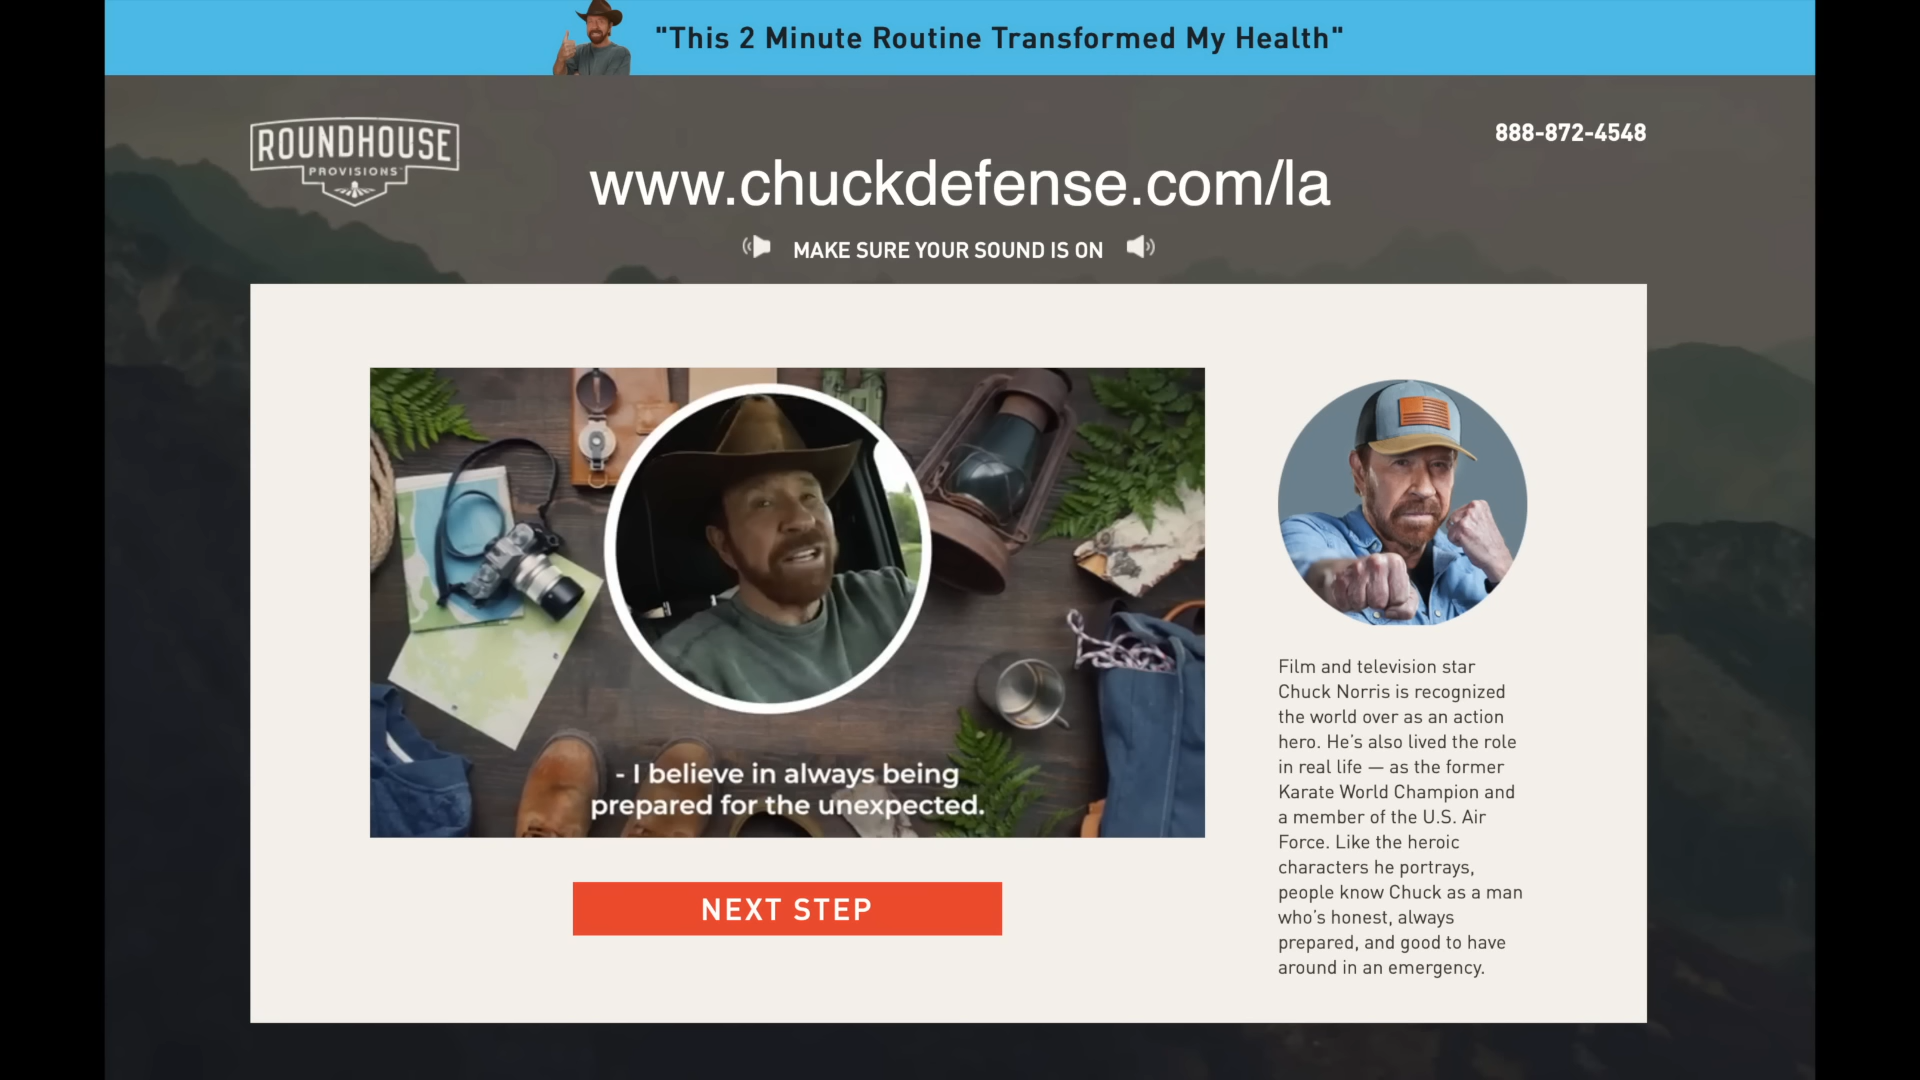 "This 2 Minute Routine Transformed My Health"
ROUNDHOUSE
PROVISIONS
888-872-4548
www.chuckdefense.com/la
MAKE SURE YOUR SOUND IS ON
- I believe in always being
prepared for the unexpected.
NEXT STEP
Film and television star
Chuck Norris is recognized
the world over as an action
hero. He's also lived the role
in real life — as the former
Karate World Champion and
a member of the U.S. Air
Force. Like the heroic
characters he portrays,
people know Chuck as a man
who's honest, always
prepared, and good to have
around in an emergency.